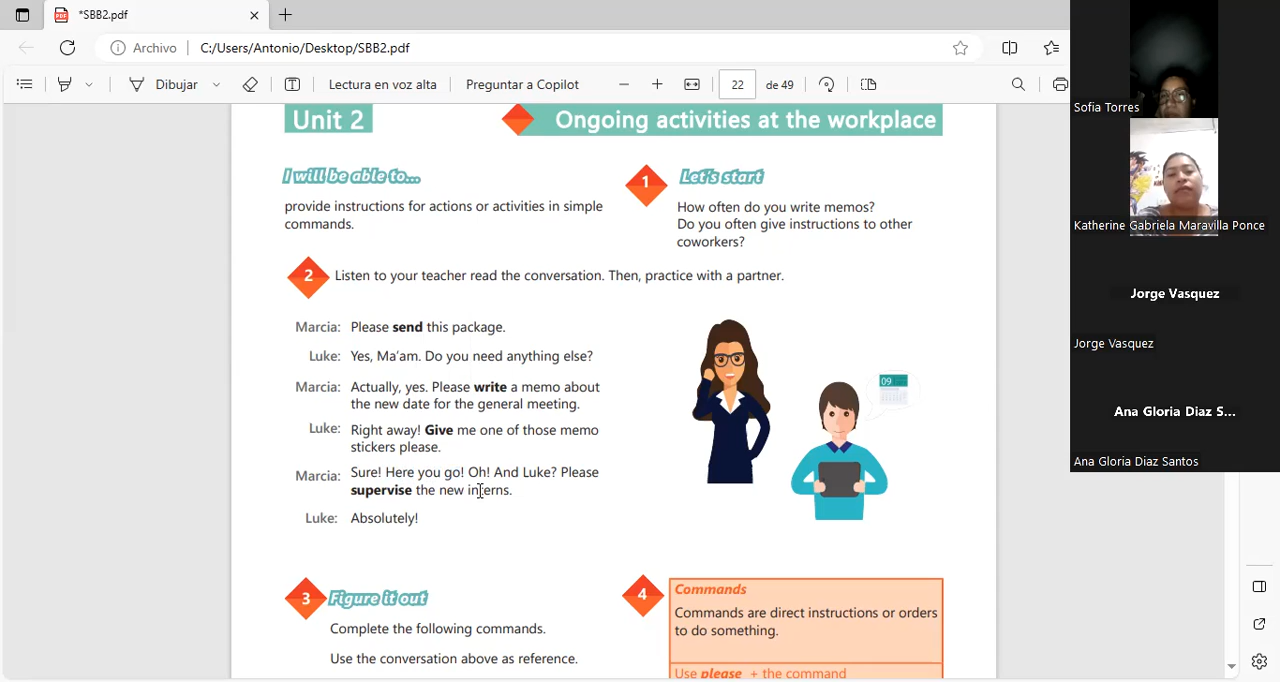 *SBB2.pdf
Archivo
C:/Users/Antonio/Desktop/SBB2.pdf
Dibujar
Lectura en voz alta
Preguntar a Copilot
22
de 49
Unit 2
Ongoing activities at the workplace
I will be able to...
provide instructions for actions or activities in simple
commands.
1
Let's start
How often do you write memos?
Do you often give instructions to other
coworkers?
2
Listen to your teacher read the conversation. Then, practice with a partner.
Marcia: Please send this package.
Luke: Yes, Ma'am. Do you need anything else?
Marcia: Actually, yes. Please write a memo about
the new date for the general meeting.
Luke: Right away! Give me one of those memo
stickers please.
Marcia: Sure! Here you go! Oh! And Luke? Please
supervise the new interns.
Luke: Absolutely!
09
3
Figure it out
Complete the following commands.
Use the conversation above as reference.
4
Commands
Commands are direct instructions or orders
to do something.
Use please + the command
Sofia Torres
Katherine Gabriela Maravilla Ponce
Jorge Vasquez
Jorge Vasquez
Ana Gloria Diaz S...
Ana Gloria Diaz Santos